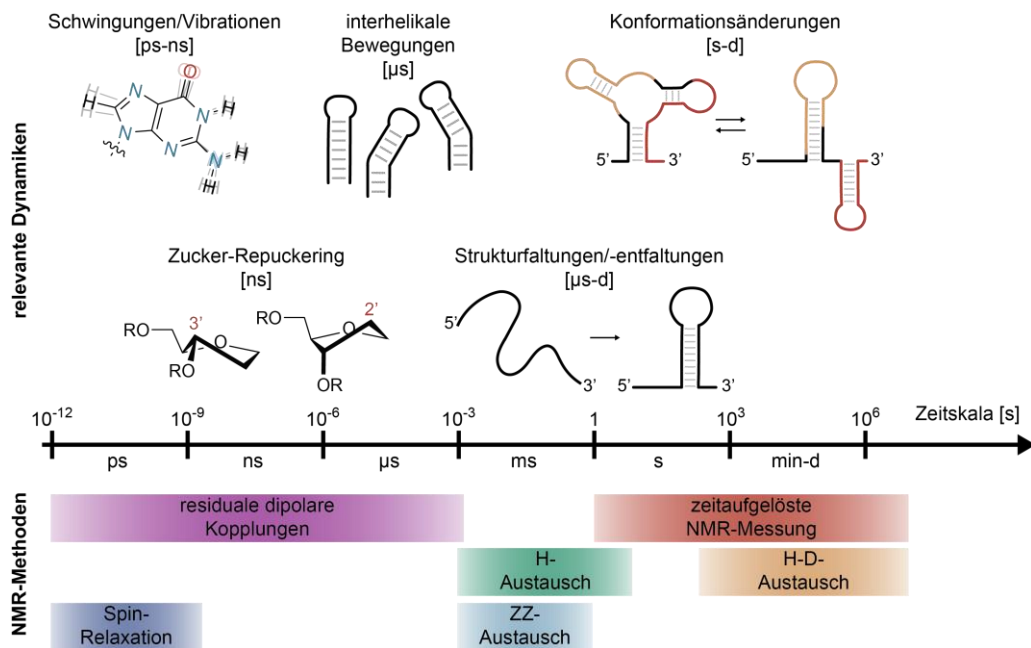 Schwingungen/Vibrationen
[ps-ns]
interhelikale
Bewegungen
[µs]
Konformationsänderungen
[s-d]
relevante Dynamiken
O
H
N
N
N
H
N
N
H
H
5’
3’
5’
3’
Zucker-Repuckering
[ns]
Strukturfaltungen/-entfaltungen
[µs-d]
RO
3’
O
RO
RO
2’
O
OR
5’
3’
5’
3’
10⁻¹²
10⁻⁹
10⁻⁶
10⁻³
1
10³
10⁶
Zeitskala [s]
ps
ns
µs
ms
s
min-d
NMR-Methoden
residuale dipolare
Kopplungen
zeitaufgelöste
NMR-Messung
H-
Austausch
H-D-
Austausch
Spin-
Relaxation
ZZ-
Austausch